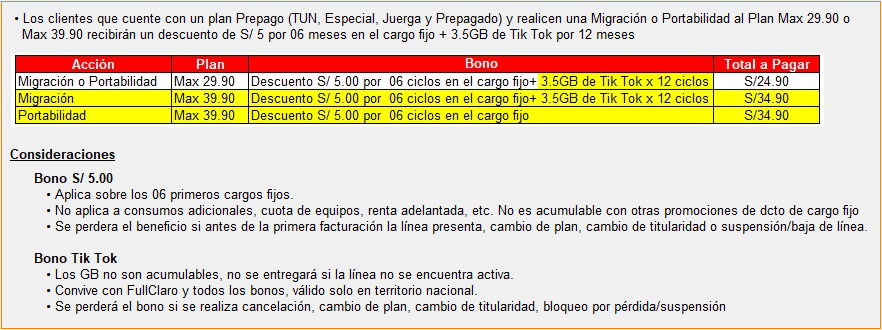 • Los clientes que cuente con un plan Prepago (TUN, Especial, Juerga y Prepagado) y realicen una Migración o Portabilidad al Plan Max 29.90 o
Max 39.90 recibirán un descuento de S/ 5 por 06 meses en el cargo fijo + 3.5GB de Tik Tok por 12 meses
Acción Plan Bono Total a Pagar
Migración o Portabilidad Max 29.90 Descuento S/ 5.00 por 06 ciclos en el cargo fijo+ 3.5GB de Tik Tok x 12 ciclos S/24.90
Migración Max 39.90 Descuento S/ 5.00 por 06 ciclos en el cargo fijo+ 3.5GB de Tik Tok x 12 ciclos S/34.90
Portabilidad Max 39.90 Descuento S/ 5.00 por 06 ciclos en el cargo fijo S/34.90
Consideraciones
Bono S/ 5.00
• Aplica sobre los 06 primeros cargos fijos.
• No aplica a consumos adicionales, cuota de equipos, renta adelantada, etc. No es acumulable con otras promociones de dcto de cargo fijo
• Se perdera el beneficio si antes de la primera facturación la línea presenta, cambio de plan, cambio de titularidad o suspensión/baja de línea.
Bono Tik Tok
• Los GB no son acumulables, no se entregará si la línea no se encuentra activa.
• Convive con FullClaro y todos los bonos, válido solo en territorio nacional.
• Se perderá el bono si se realiza cancelación, cambio de plan, cambio de titularidad, bloqueo por pérdida/suspensión